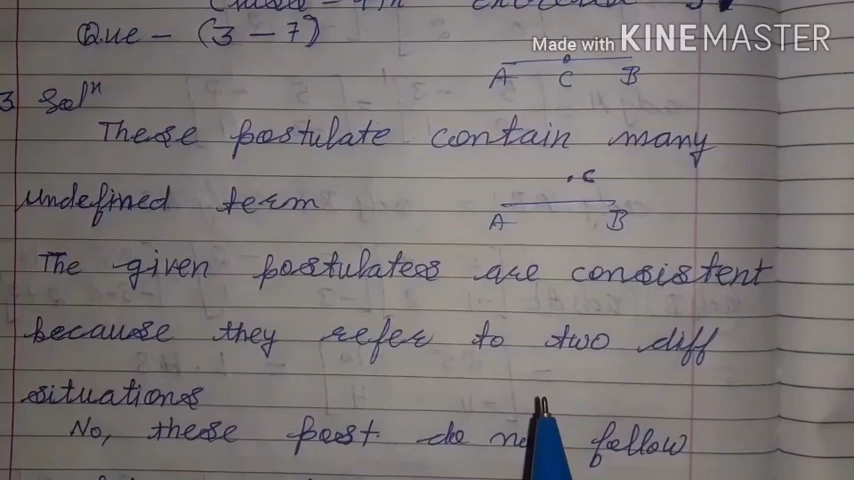 Que - (3 - 7)
Made with KINEMASTER
A C B
3 Solⁿ
These postulate contain many
.C
undefined term
A B
The given postulates are consistent
because they refer to two diff
situations
No, these post. do follow